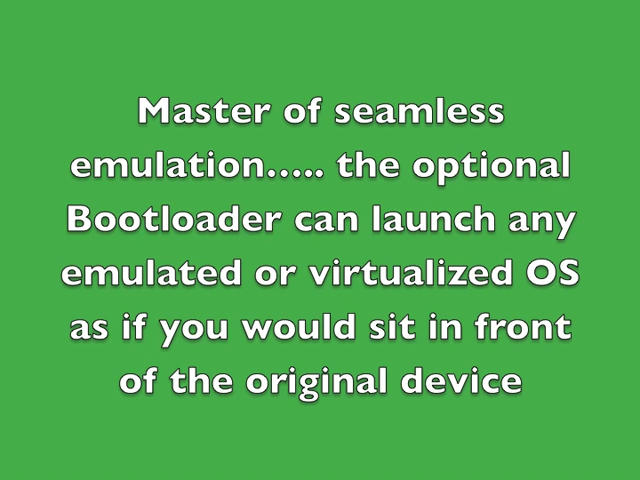 Master of seamless
emulation..... the optional
Bootloader can launch any
emulated or virtualized OS
as if you would sit in front
of the original device